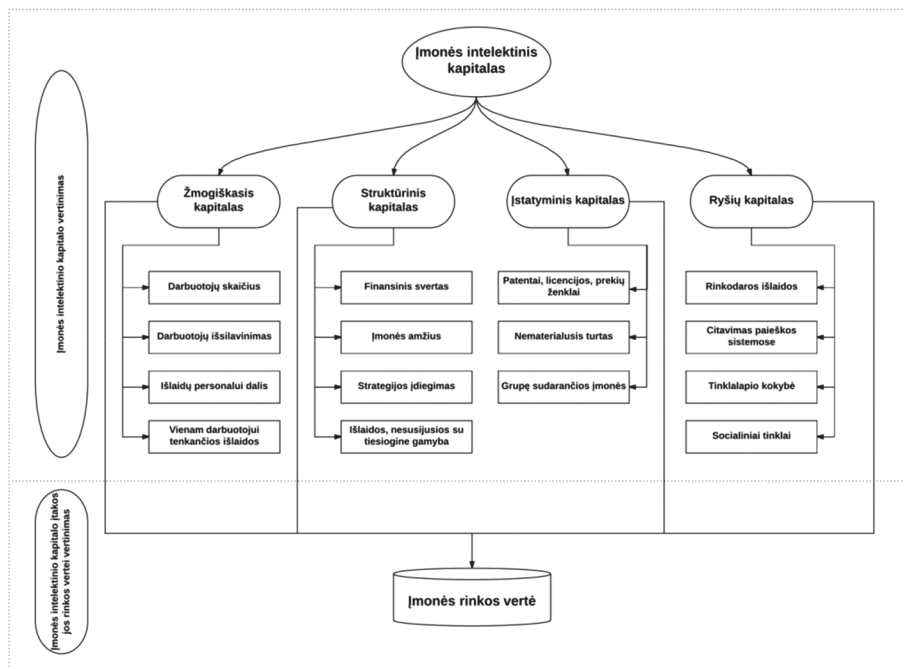 Įmonės intelektinis
kapitalas
Įmonės intelektinio kapitalo vertinimas
Žmogiškasis
kapitalas
Struktūrinis
kapitalas
Įstatyminis kapitalas
Ryšių kapitalas
Darbuotojų skaičius
Darbuotojų išsilavinimas
Išlaidų personalui dalis
Vienam darbuotojui
tenkančios išlaidos
Finansinis svertas
Įmonės amžius
Strategijos įdiegimas
Išlaidos, nesusijusios su
tiesiogine gamyba
Patentai, licencijos, prekių
ženklai
Nematerialusis turtas
Grupę sudarančios įmonės
Rinkodaros išlaidos
Citavimas paieškos
sistemose
Tinklalapio kokybė
Socialiniai tinklai
Įmonės intelektinio kapitalo įtakos
jos rinkos vertei vertinimas
Įmonės rinkos vertė